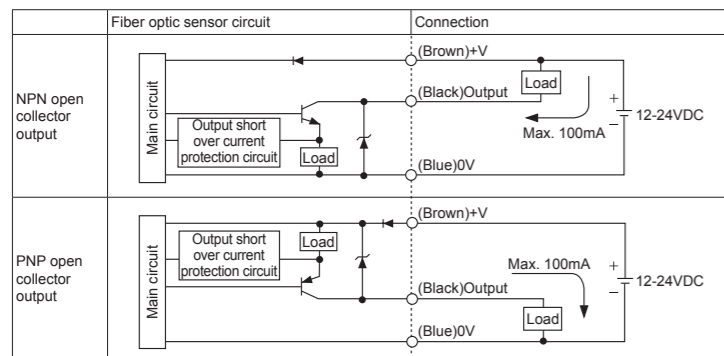 Fiber optic sensor circuit
Connection
NPN open
collector
output
Main circuit
Output short
over current
protection circuit
Load
(Brown)+V
(Black)Output
(Blue)0V
Load
Max. 100mA
+
−
12-24VDC
PNP open
collector
output
Main circuit
Output short
over current
protection circuit
Load
(Brown)+V
(Black)Output
(Blue)0V
Max. 100mA
Load
+
−
12-24VDC